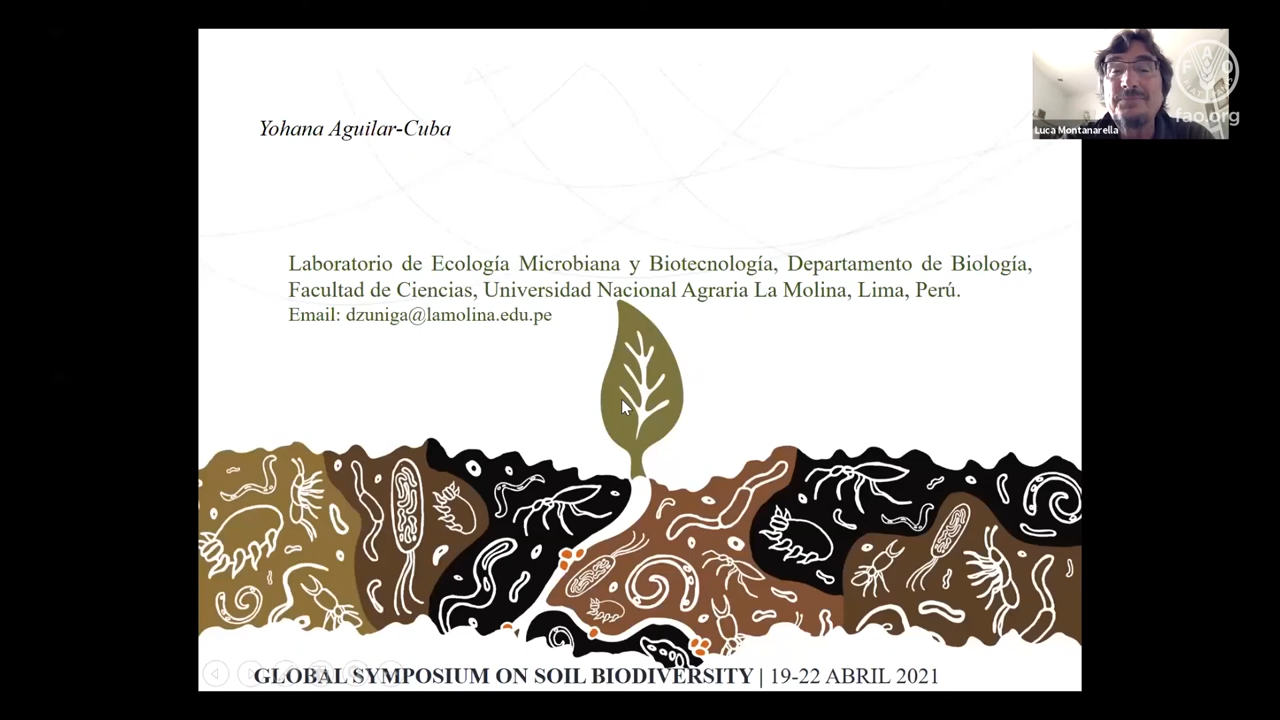 Yohana Aguilar-Cuba
Luca Montanarella
FAO
fao.org
Laboratorio de Ecología Microbiana y Biotecnología, Departamento de Biología,
Facultad de Ciencias, Universidad Nacional Agraria La Molina, Lima, Perú.
Email: dzuniga@lamolina.edu.pe
GLOBAL SYMPOSIUM ON SOIL BIODIVERSITY | 19-22 ABRIL 2021